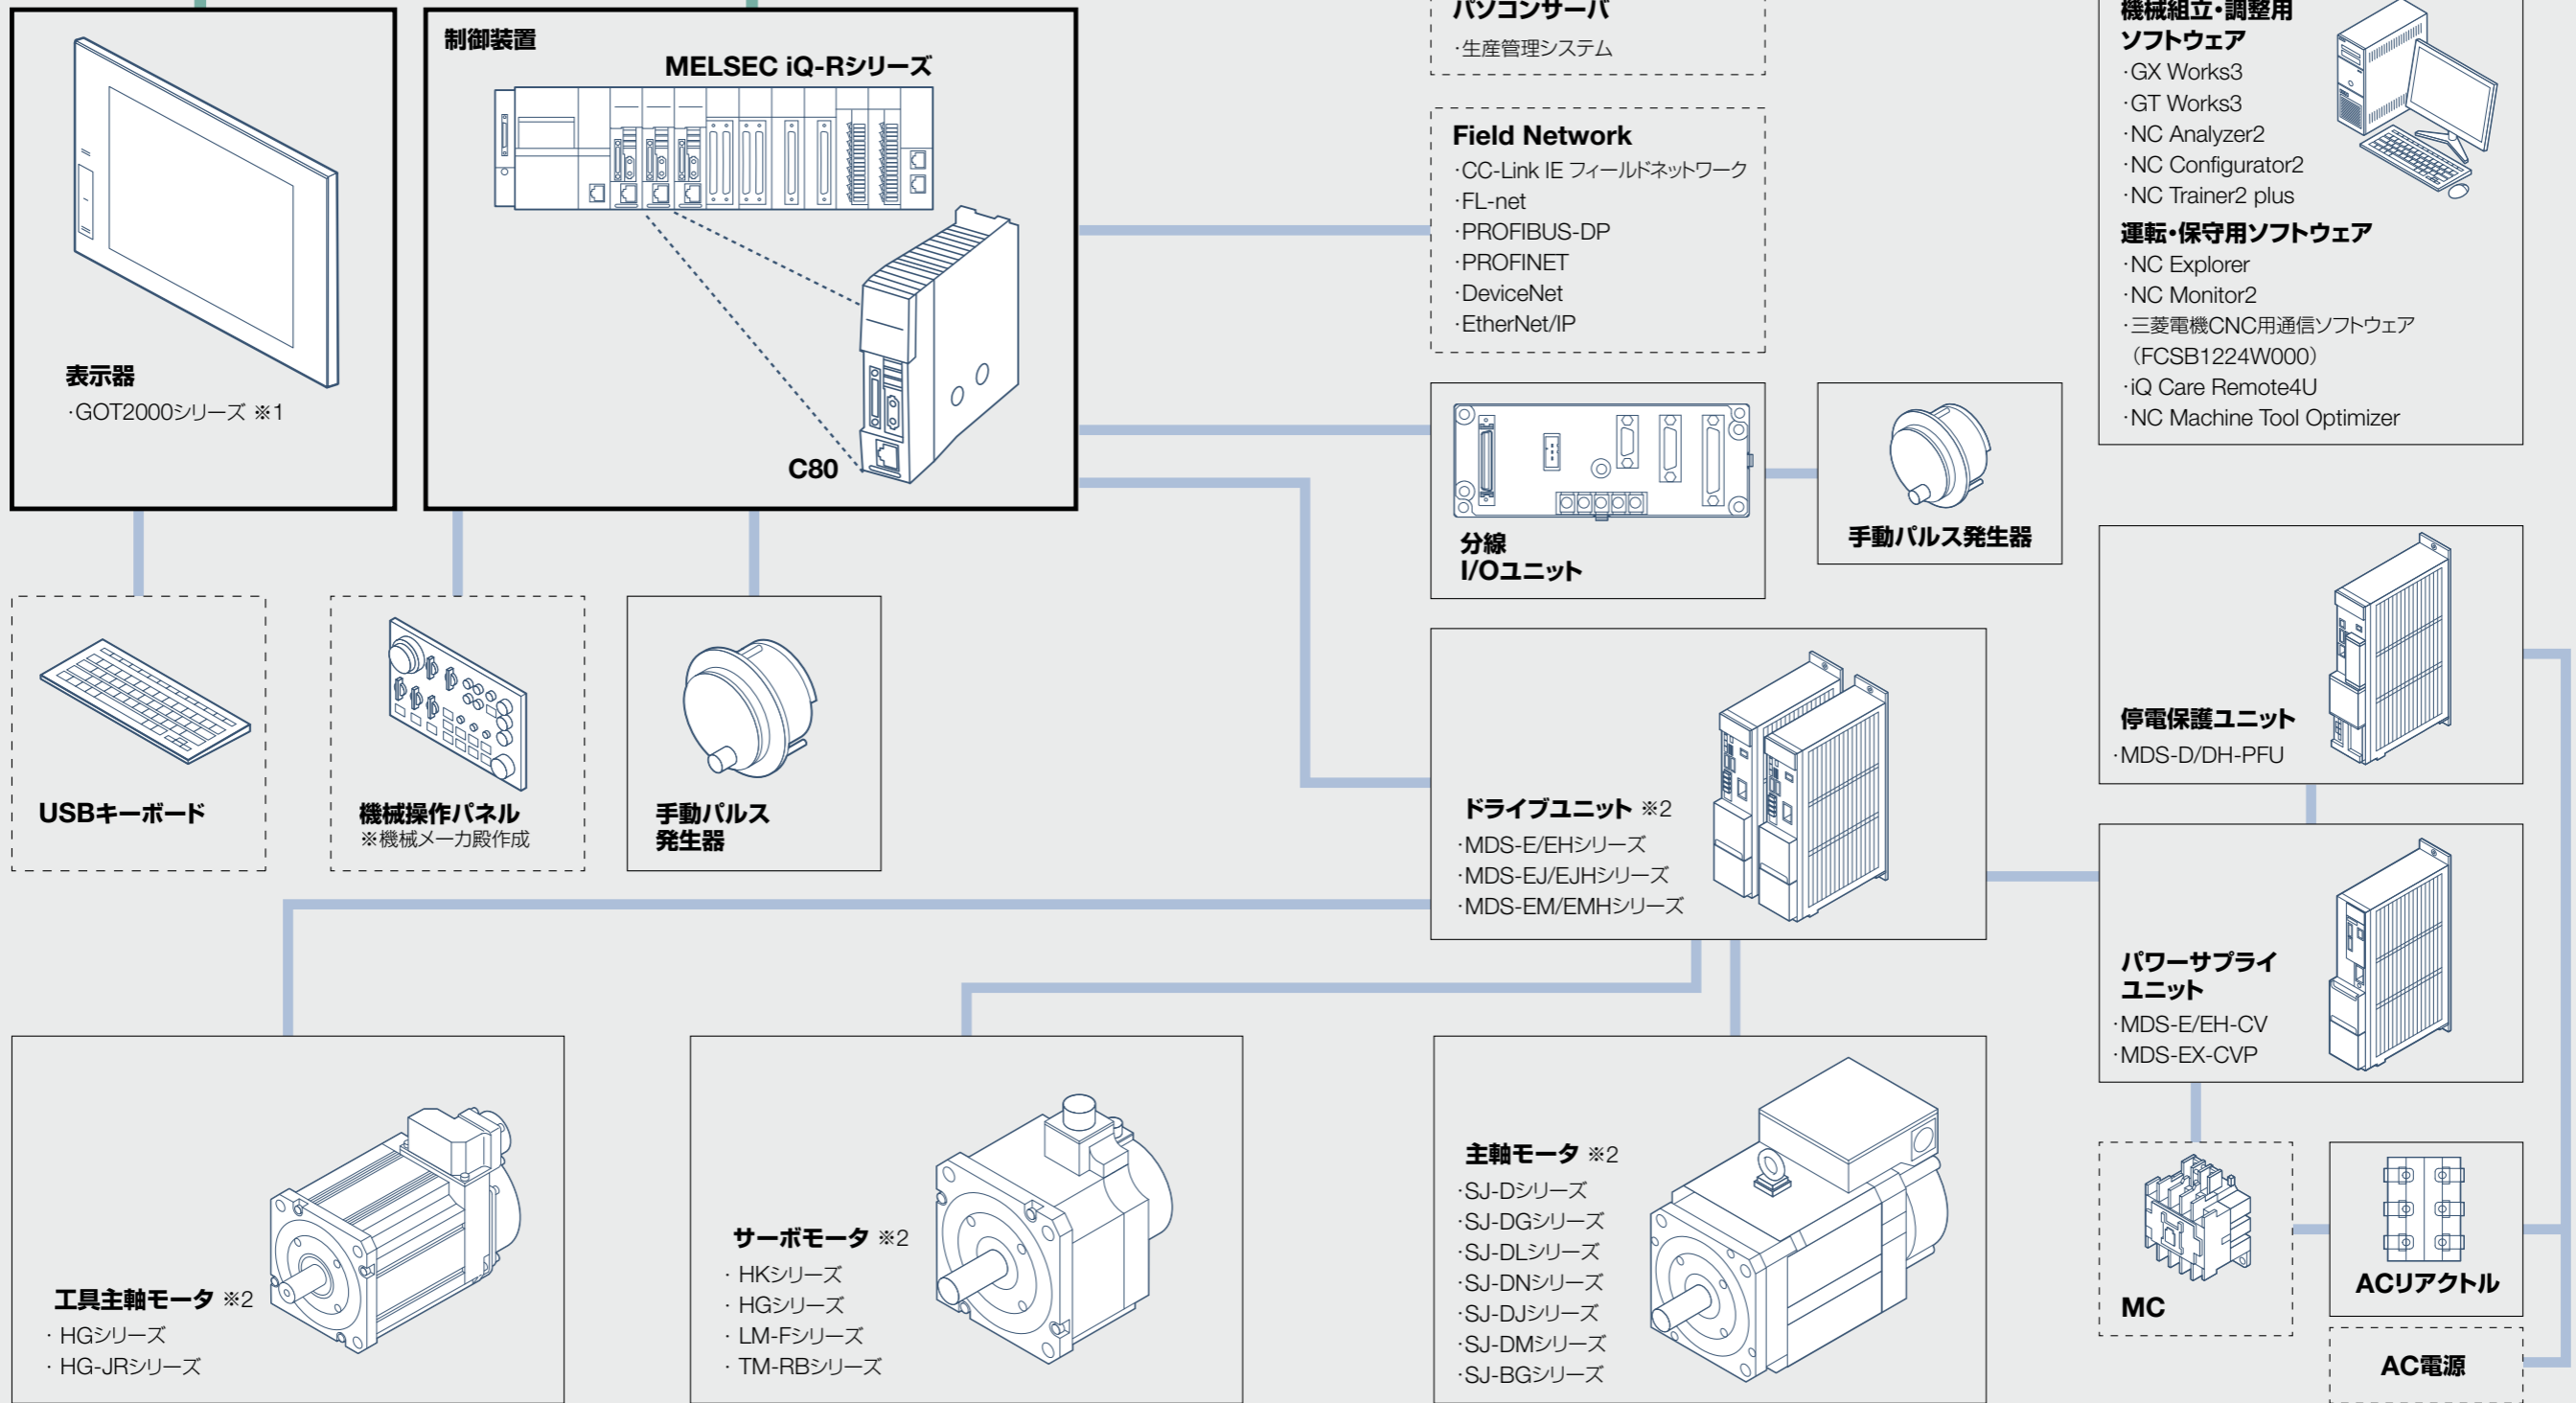 制御装置
MELSEC iQ-Rシリーズ
C80
表示器
·GOT2000シリーズ ※1
パソコンサーバ
·生産管理システム
Field Network
·CC-Link IE フィールドネットワーク
·FL-net
·PROFIBUS-DP
·PROFINET
·DeviceNet
·EtherNet/IP
機械組立・調整用
ソフトウェア
·GX Works3
·GT Works3
·NC Analyzer2
·NC Configurator2
·NC Trainer2 plus
運転・保守用ソフトウェア
·NC Explorer
·NC Monitor2
·三菱電機CNC用通信ソフトウェア
（FCSB1224W000）
·iQ Care Remote4U
·NC Machine Tool Optimizer
分線
I/Oユニット
手動パルス発生器
USBキーボード
機械操作パネル
※機械メーカ殿作成
手動パルス
発生器
ドライブユニット ※2
·MDS-E/EHシリーズ
·MDS-EJ/EJHシリーズ
·MDS-EM/EMHシリーズ
停電保護ユニット
·MDS-D/DH-PFU
パワーサプライ
ユニット
·MDS-E/EH-CV
·MDS-EX-CVP
工具主軸モータ ※2
· HGシリーズ
· HG-JRシリーズ
サーボモータ ※2
· HKシリーズ
· HGシリーズ
· LM-Fシリーズ
· TM-RBシリーズ
主軸モータ ※2
·SJ-Dシリーズ
·SJ-DGシリーズ
·SJ-DLシリーズ
·SJ-DNシリーズ
·SJ-DJシリーズ
·SJ-DMシリーズ
·SJ-BGシリーズ
MC
ACリアクトル
AC電源